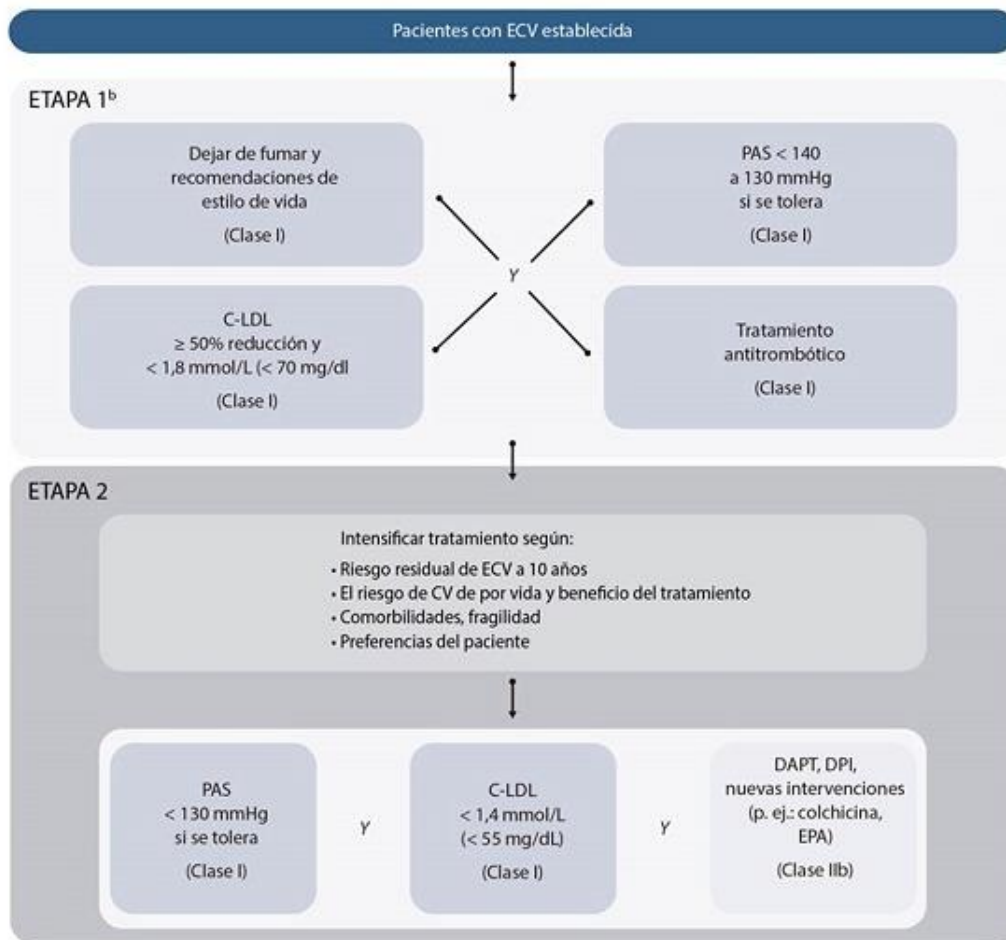 Pacientes con ECV establecida
ETAPA 1ᵇ
Dejar de fumar y
recomendaciones de
estilo de vida
(Clase I)
PAS < 140
a 130 mmHg
si se tolera
(Clase I)
Y
C-LDL
≥ 50% reducción y
< 1,8 mmol/L (< 70 mg/dl
(Clase I)
Tratamiento
antitrombótico
(Clase I)
ETAPA 2
Intensificar tratamiento según:
• Riesgo residual de ECV a 10 años
• El riesgo de CV de por vida y beneficio del tratamiento
• Comorbilidades, fragilidad
• Preferencias del paciente
PAS
< 130 mmHg
si se tolera
(Clase I)
Y
C-LDL
< 1,4 mmol/L
(< 55 mg/dL)
(Clase I)
Y
DAPT, DPI,
nuevas intervenciones
(p. ej.: colchicina,
EPA)
(Clase IIb)